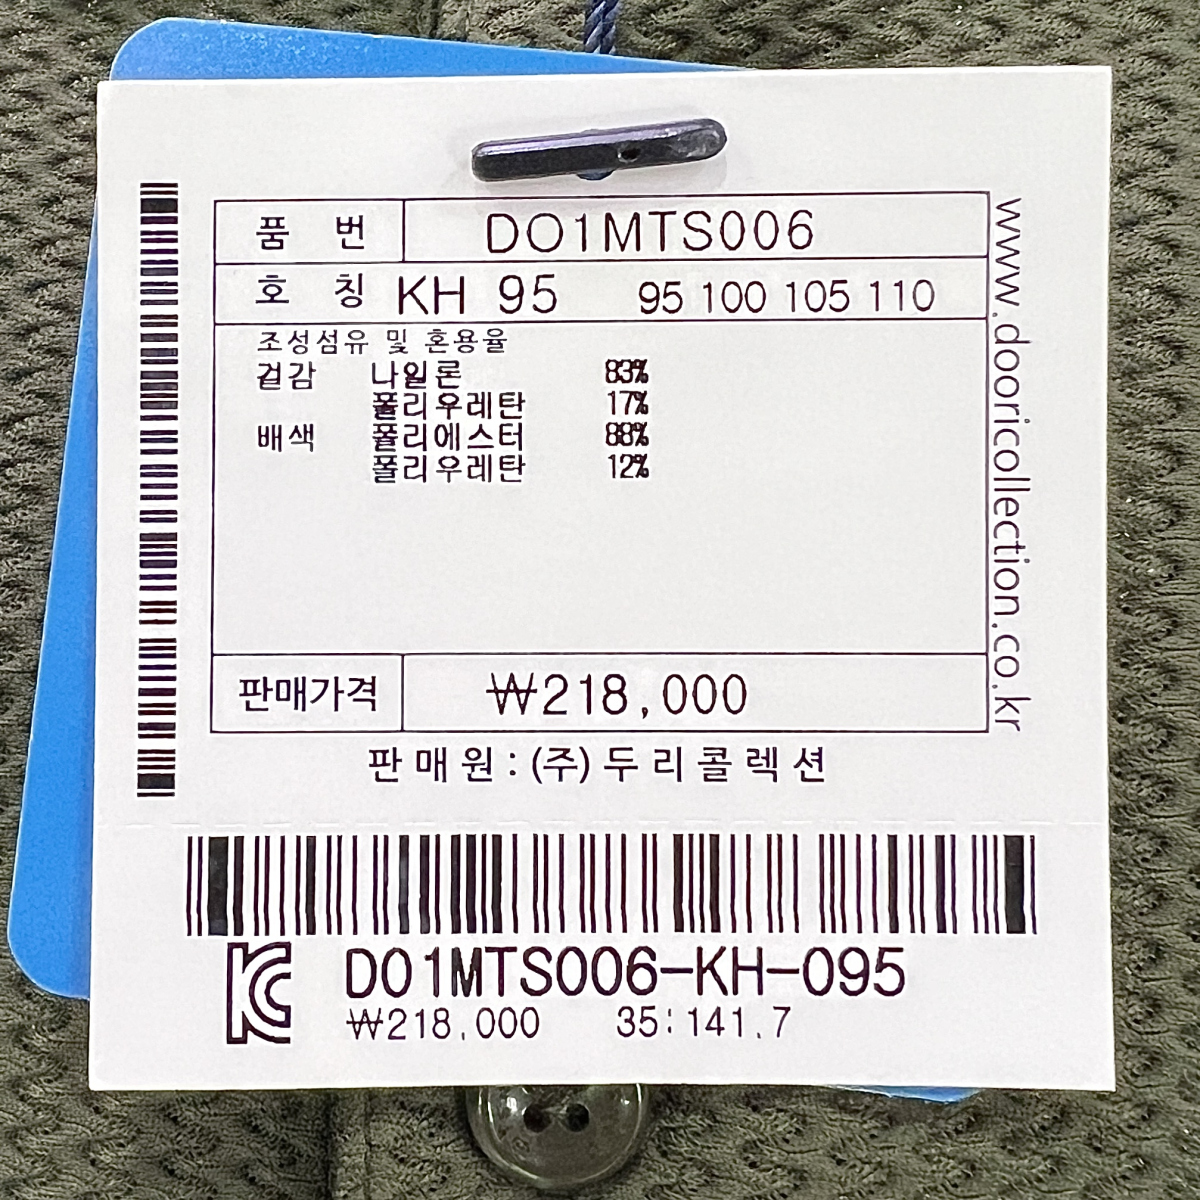 품 번 DO1MTS006
호 칭 KH 95 95 100 105 110
조성섬유 및 혼용율
겉감 나일론 83%
폴리우레탄 17%
배색 폴리에스터 88%
폴리우레탄 12%
판매가격 ₩218,000
판매원 : (주) 두리콜렉션
www.dooricollection.co.kr
KC DO1MTS006-KH-095
₩218,000 35:141.7